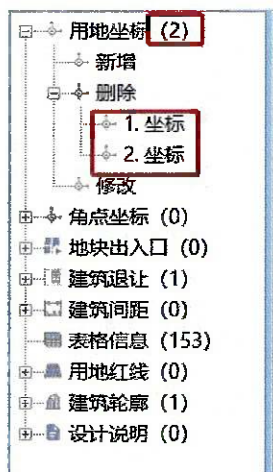 用地坐标 (2)
新增
删除
1. 坐标
2. 坐标
修改
角点坐标 (0)
地块出入口 (0)
建筑退让 (1)
建筑间距 (0)
表格信息 (153)
用地红线 (0)
建筑轮廓 (1)
设计说明 (0)